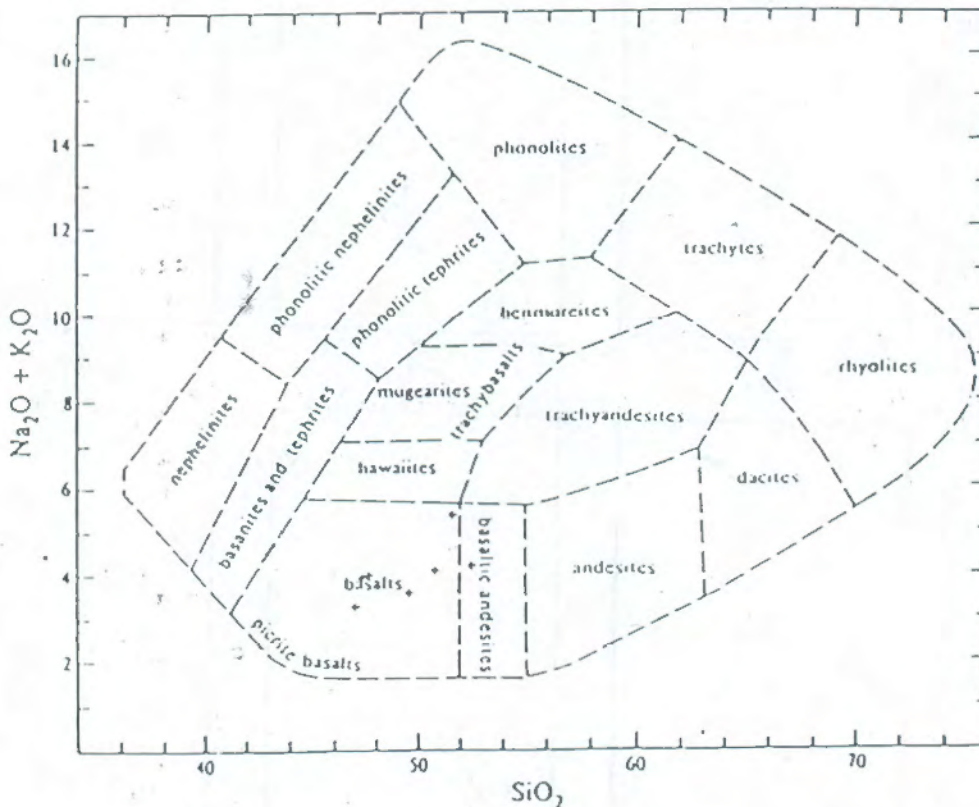 16
14
12
10
8
6
4
2
Na₂O + K₂O
phonolites
phonolitic nephelinites
phonolitic tephrites
trachytes
benmoreites
rhyolites
nephelinites
basanites and tephrites
mugearites
trachybasalts
trachyandesites
hawaiites
dacites
basalts
basaltic andesites
andesites
picrite basalts
40
50
60
70
SiO₂